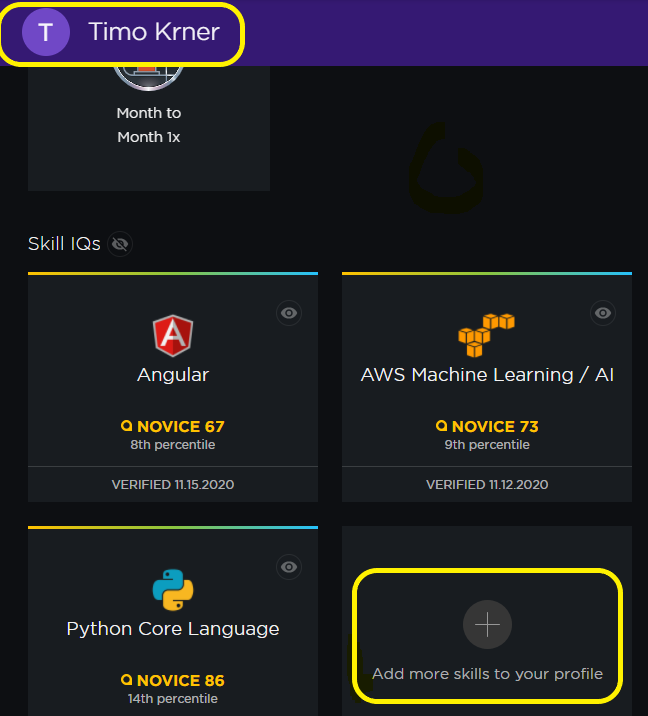 T Timo Krner
Month to
Month 1x
Skill IQs
Angular
NOVICE 67
8th percentile
VERIFIED 11.15.2020
AWS Machine Learning / AI
NOVICE 73
9th percentile
VERIFIED 11.12.2020
Python Core Language
NOVICE 86
14th percentile
Add more skills to your profile